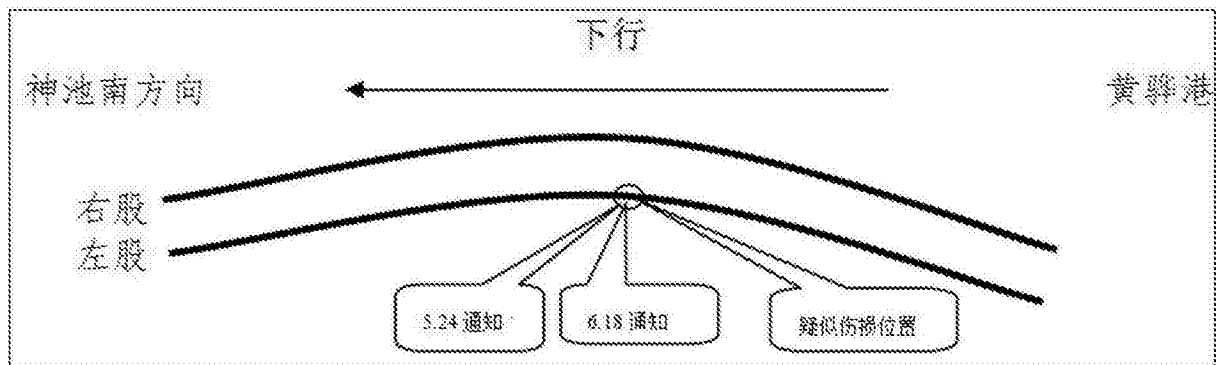 下行
神池南方向
黄骅港
右股
左股
5.24 通知
6.18 通知
疑似伤损位置